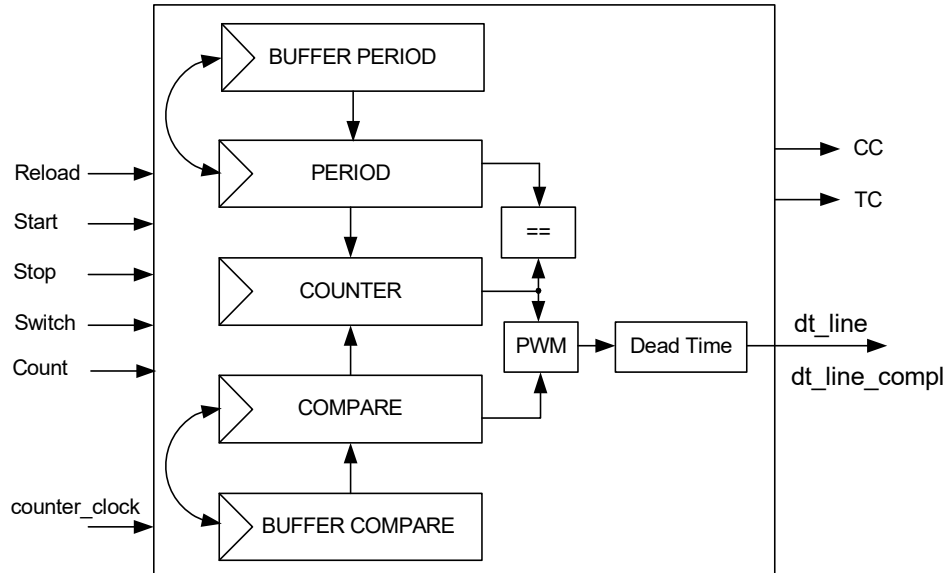 BUFFER PERIOD
PERIOD
==
COUNTER
PWM
Dead Time
COMPARE
BUFFER COMPARE
Reload
Start
Stop
Switch
Count
counter_clock
CC
TC
dt_line
dt_line_compl